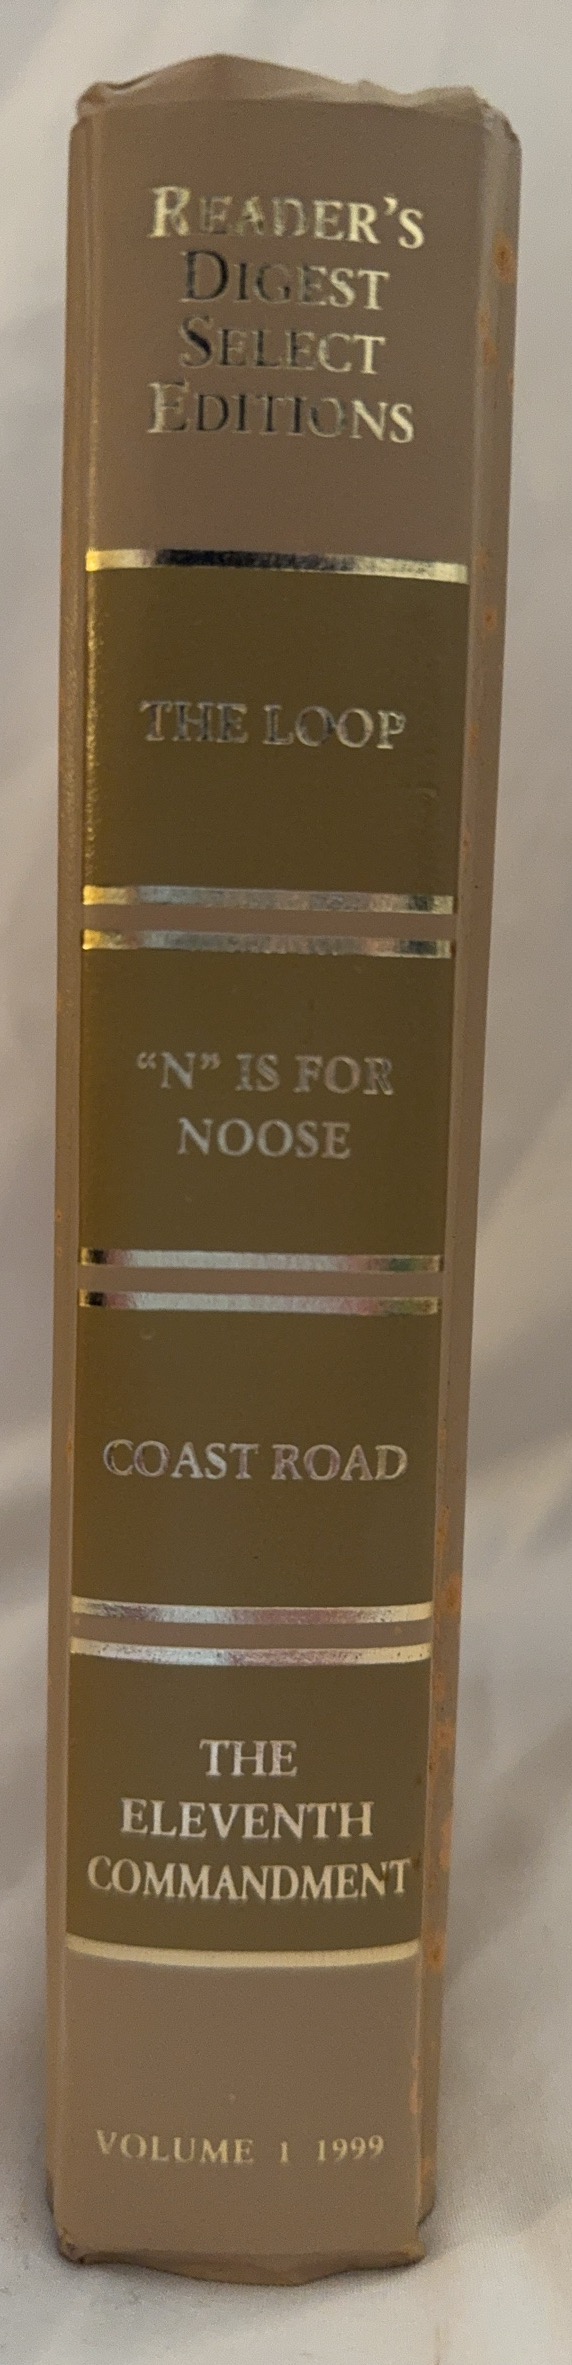 READER'S
DIGEST
SELECT
EDITIONS
THE LOOP
“N” IS FOR
NOOSE
COAST ROAD
THE
ELEVENTH
COMMANDMENT
VOLUME 1 1999